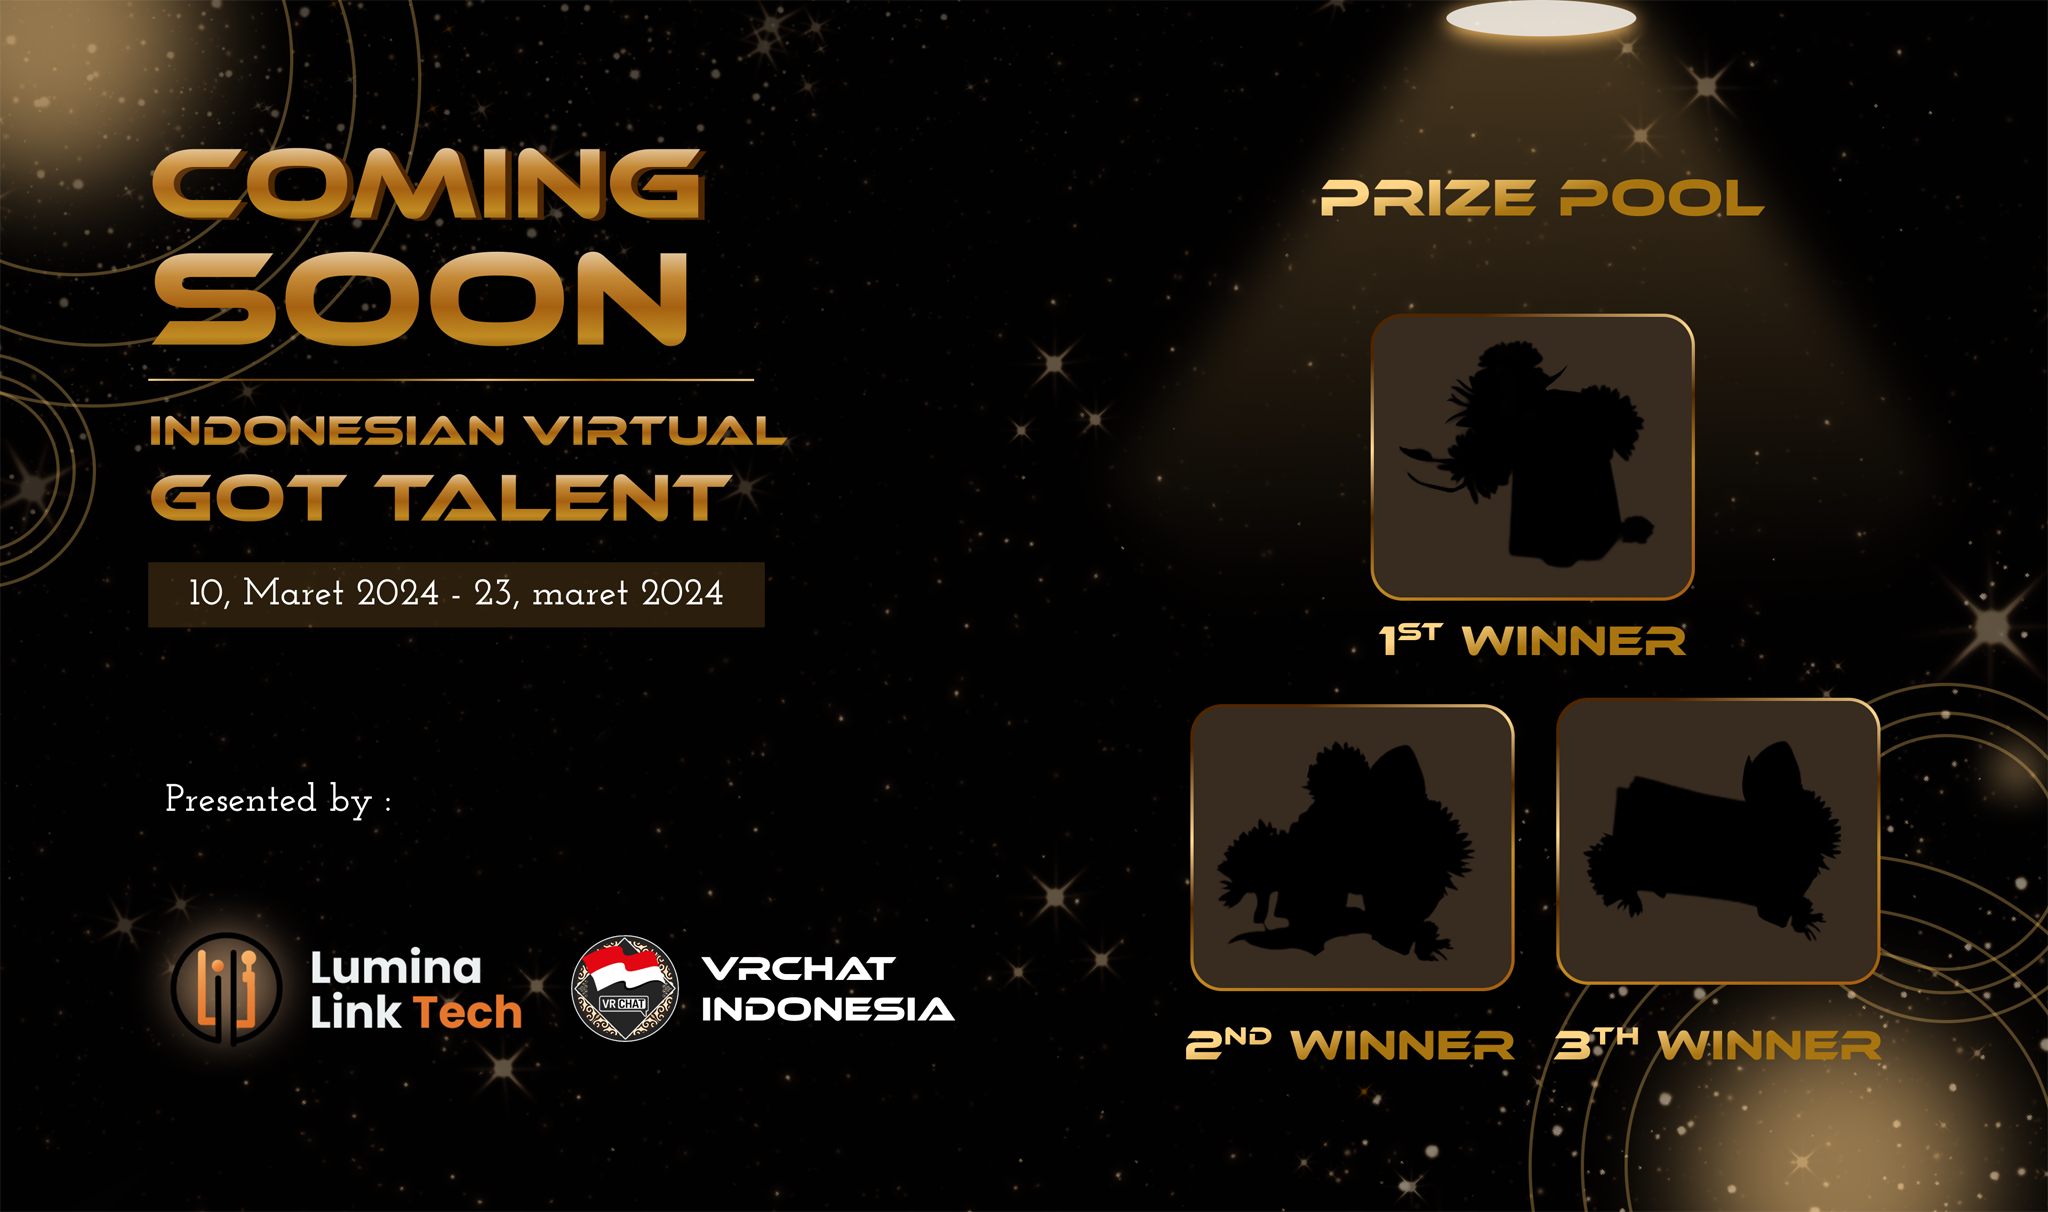 COMING
SOON
INDONESIAN VIRTUAL
GOT TALENT
10, Maret 2024 - 23, maret 2024
Presented by :
Lumina
Link Tech
VR CHAT
VRCHAT
INDONESIA
PRIZE POOL
1ST WINNER
2ND WINNER
3TH WINNER